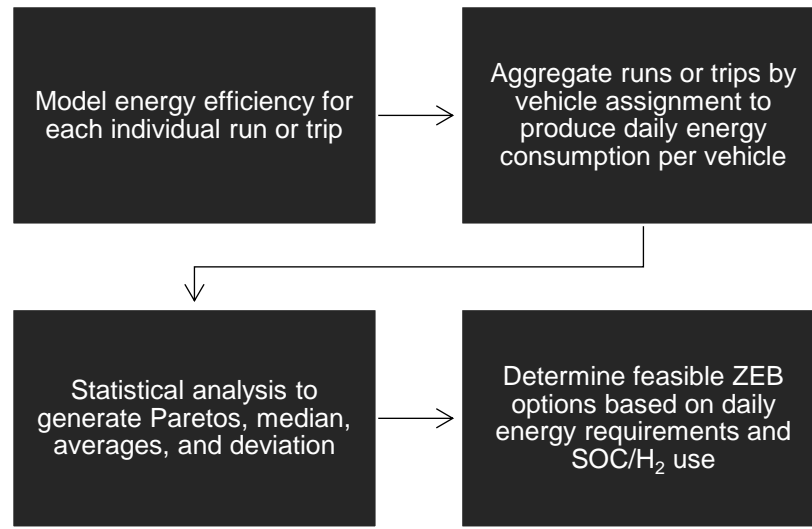 Model energy efficiency for
each individual run or trip
Aggregate runs or trips by
vehicle assignment to
produce daily energy
consumption per vehicle
Statistical analysis to
generate Paretos, median,
averages, and deviation
Determine feasible ZEB
options based on daily
energy requirements and
SOC/H₂ use